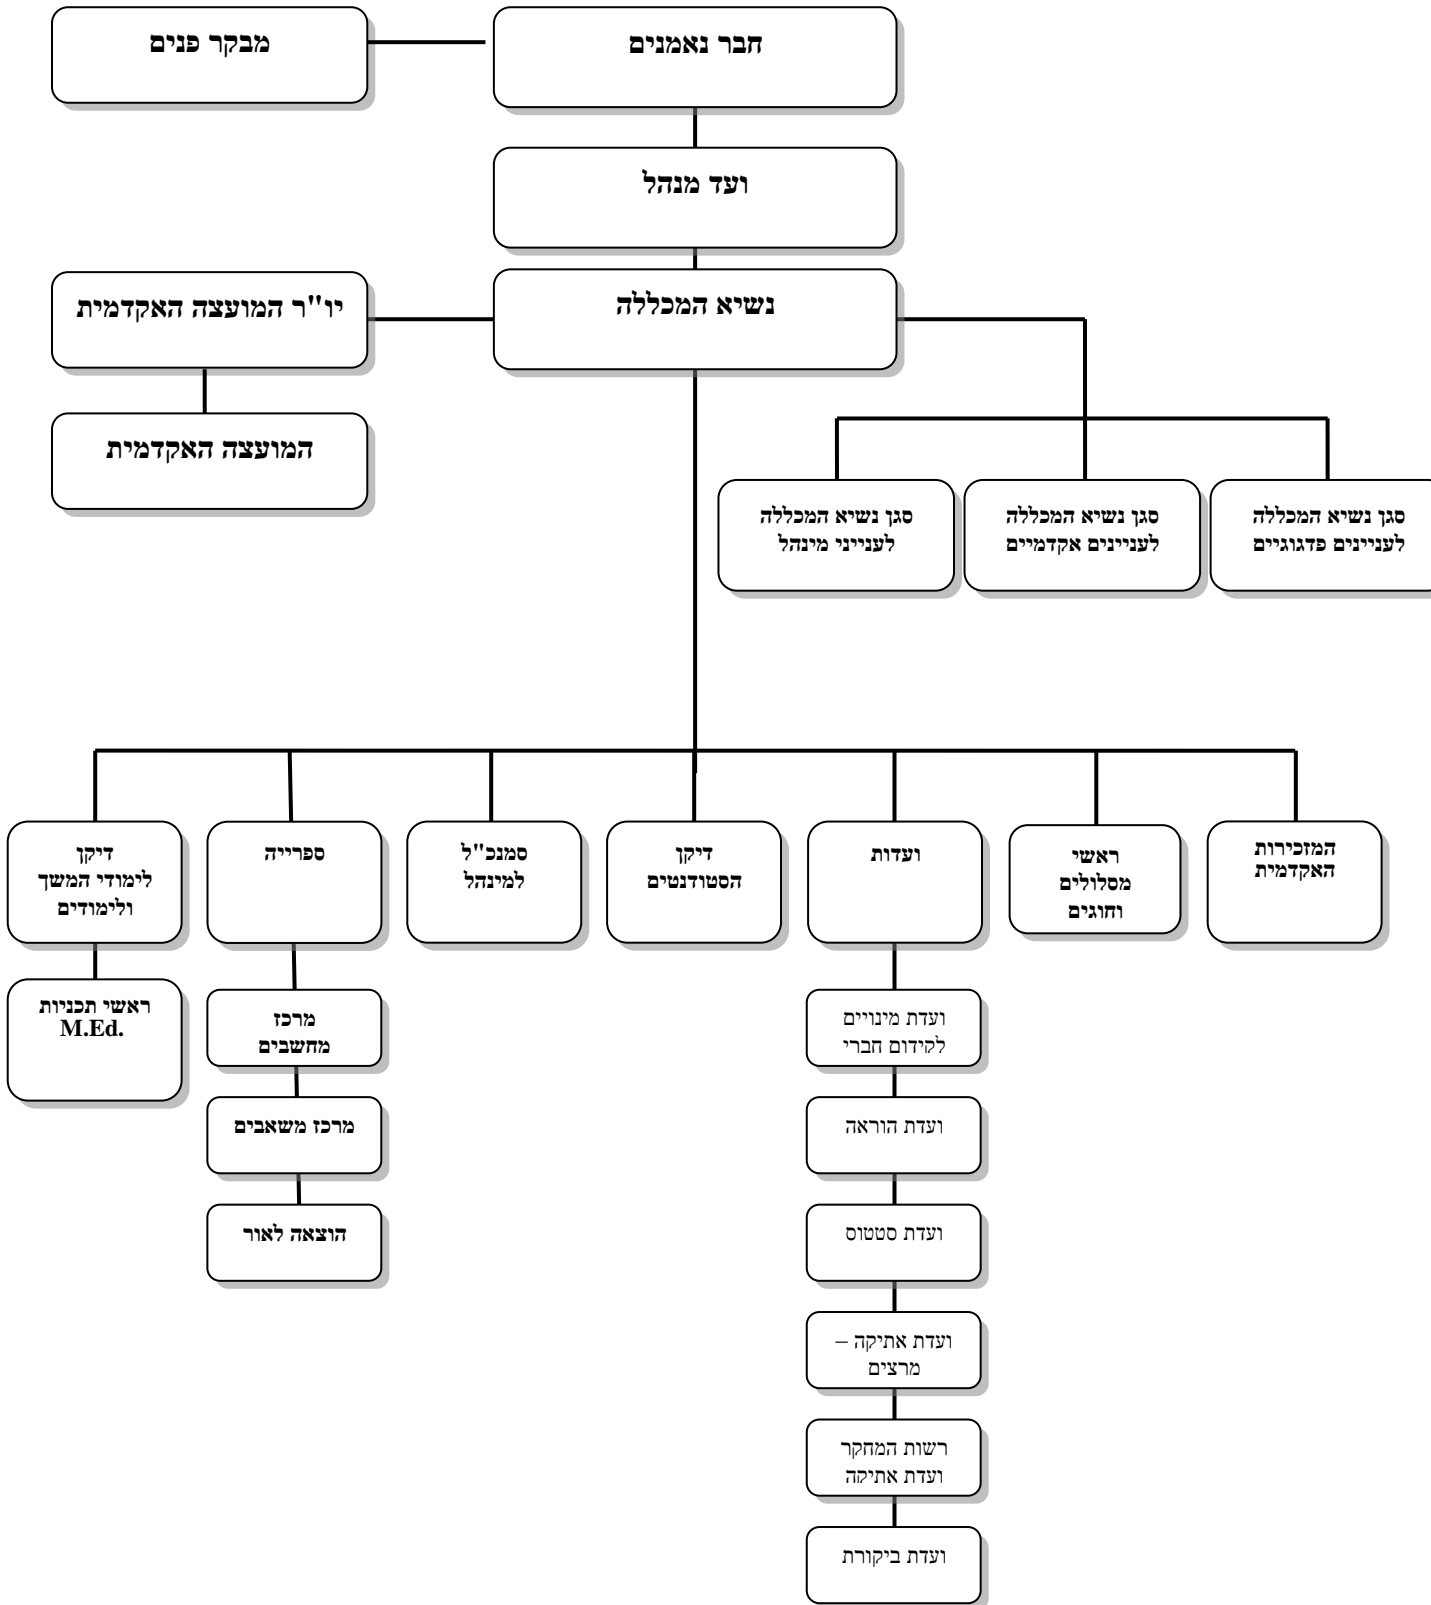 חבר נאמנים
מבקר פנים
ועד מנהל
נשיא המכללה
יו"ר המועצה האקדמית
המועצה האקדמית
סגן נשיא המכללה
לעניינים פדגוגיים
סגן נשיא המכללה
לעניינים אקדמיים
סגן נשיא המכללה
לענייני מינהל
המזכירות
האקדמית
ראשי
מסלולים
וחוגים
ועדות
דיקן
הסטודנטים
סמנכ"ל
למינהל
ספרייה
דיקן
לימודי המשך
ולימודים
ועדת מינויים
לקידום חברי
ועדת הוראה
ועדת סטטוס
ועדת אתיקה –
מרצים
רשות המחקר
ועדת אתיקה
ועדת ביקורת
מרכז
מחשבים
מרכז משאבים
הוצאה לאור
ראשי תכניות
M.Ed.